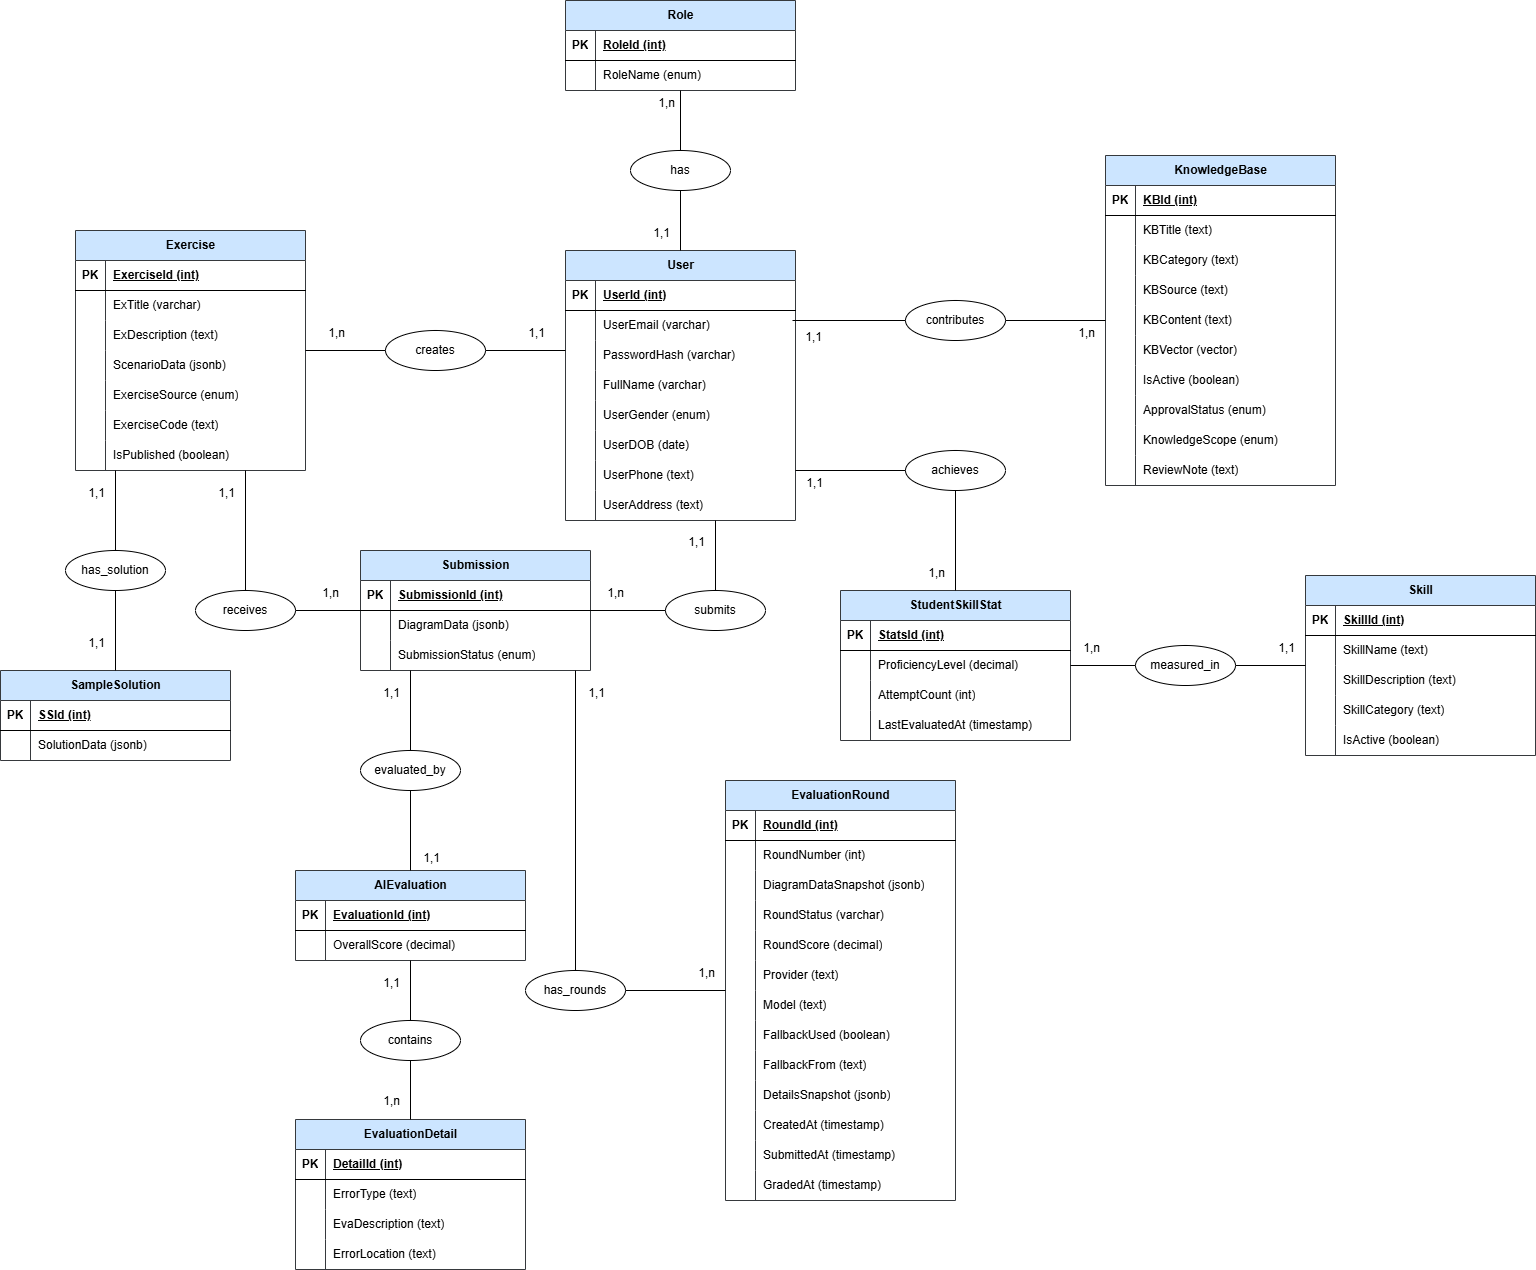 Role
PK RoleId (int)
RoleName (enum)
1,n
has
1,1
KnowledgeBase
PK KBId (int)
KBTitle (text)
KBCategory (text)
KBSource (text)
KBContent (text)
KBVector (vector)
IsActive (boolean)
ApprovalStatus (enum)
KnowledgeScope (enum)
ReviewNote (text)
Exercise
PK ExerciseId (int)
ExTitle (varchar)
ExDescription (text)
ScenarioData (jsonb)
ExerciseSource (enum)
ExerciseCode (text)
IsPublished (boolean)
1,n
creates
1,1
User
PK UserId (int)
UserEmail (varchar)
PasswordHash (varchar)
FullName (varchar)
UserGender (enum)
UserDOB (date)
UserPhone (text)
UserAddress (text)
1,1
contributes
1,n
1,1
achieves
1,n
1,1
has_solution
1,1
1,1
receives
1,n
Submission
PK SubmissionId (int)
DiagramData (jsonb)
SubmissionStatus (enum)
1,1
1,n
submits
StudentSkillStat
PK StatsId (int)
ProficiencyLevel (decimal)
AttemptCount (int)
LastEvaluatedAt (timestamp)
1,n
measured_in
1,1
Skill
PK SkillId (int)
SkillName (text)
SkillDescription (text)
SkillCategory (text)
IsActive (boolean)
SampleSolution
PK SSId (int)
SolutionData (jsonb)
1,1
evaluated_by
1,1
1,1
has_rounds
1,n
EvaluationRound
PK RoundId (int)
RoundNumber (int)
DiagramDataSnapshot (jsonb)
RoundStatus (varchar)
RoundScore (decimal)
Provider (text)
Model (text)
FallbackUsed (boolean)
FallbackFrom (text)
DetailsSnapshot (jsonb)
CreatedAt (timestamp)
SubmittedAt (timestamp)
GradedAt (timestamp)
AIEvaluation
PK EvaluationId (int)
OverallScore (decimal)
1,1
contains
1,n
EvaluationDetail
PK DetailId (int)
ErrorType (text)
EvaDescription (text)
ErrorLocation (text)